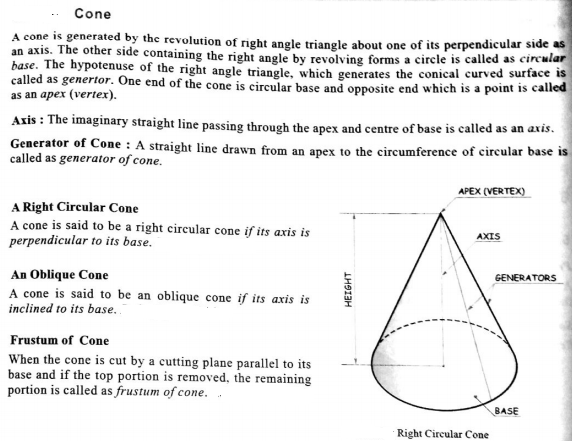 Cone
A cone is generated by the revolution of right angle triangle about one of its perpendicular side as
an axis. The other side containing the right angle by revolving forms a circle is called as circular
base. The hypotenuse of the right angle triangle, which generates the conical curved surface is
called as genertor. One end of the cone is circular base and opposite end which is a point is called
as an apex (vertex).
Axis : The imaginary straight line passing through the apex and centre of base is called as an axis.
Generator of Cone : A straight line drawn from an apex to the circumference of circular base is
called as generator of cone.
A Right Circular Cone
A cone is said to be a right circular cone if its axis is
perpendicular to its base.
An Oblique Cone
A cone is said to be an oblique cone if its axis is
inclined to its base.
Frustum of Cone
When the cone is cut by a cutting plane parallel to its
base and if the top portion is removed, the remaining
portion is called as frustum of cone.
APEX (VERTEX)
AXIS
GENERATORS
HEIGHT
BASE
Right Circular Cone